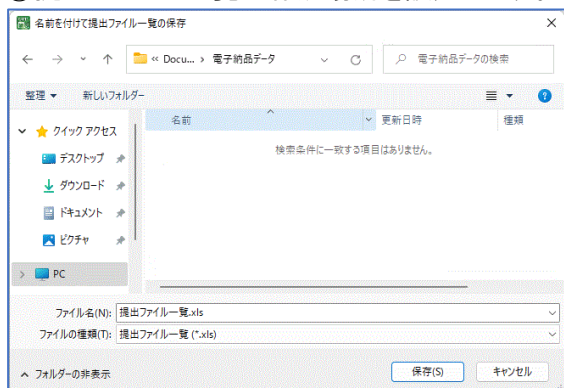 名前を付けて提出ファイル一覧の保存
« Docu... › 電子納品データ
電子納品データの検索
整理 新しいフォルダー
名前 更新日時 種類
検索条件に一致する項目はありません。
クイック アクセス
デスクトップ
ダウンロード
ドキュメント
ピクチャ
PC
ファイル名(N): 提出ファイル一覧.xls
ファイルの種類(T): 提出ファイル一覧 (*.xls)
フォルダーの非表示
保存(S) キャンセル